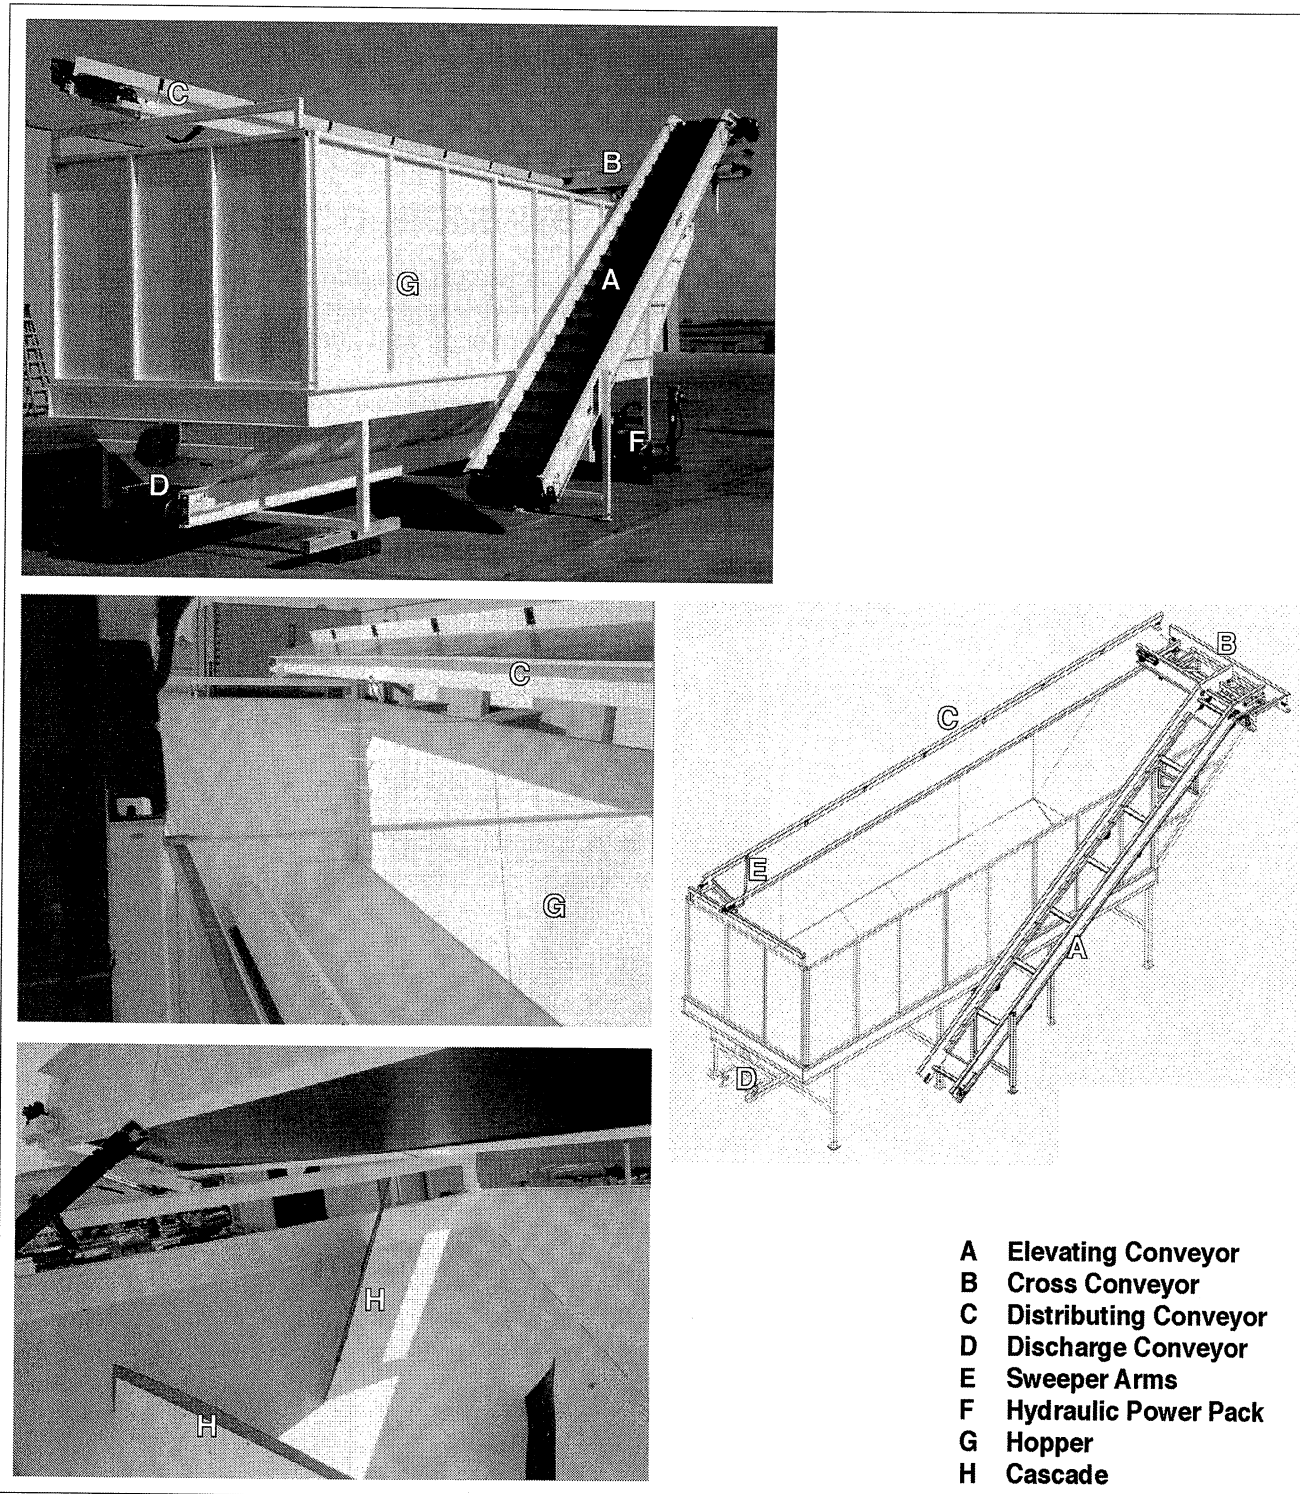 C
B
G
A
F
D
C
G
B
C
E
A
D
H
H
A Elevating Conveyor
B Cross Conveyor
C Distributing Conveyor
D Discharge Conveyor
E Sweeper Arms
F Hydraulic Power Pack
G Hopper
H Cascade